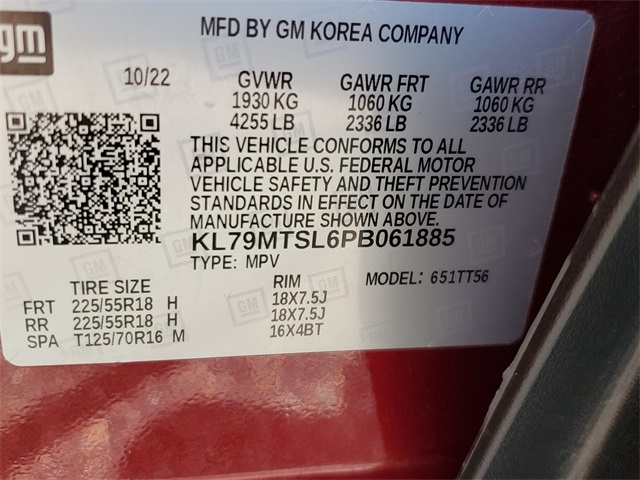 gm
MFD BY GM KOREA COMPANY
10/22 GVWR GAWR FRT GAWR RR
1930 KG 1060 KG 1060 KG
4255 LB 2336 LB 2336 LB
THIS VEHICLE CONFORMS TO ALL
APPLICABLE U.S. FEDERAL MOTOR
VEHICLE SAFETY AND THEFT PREVENTION
STANDARDS IN EFFECT ON THE DATE OF
MANUFACTURE SHOWN ABOVE.
KL79MTSL6PB061885
TYPE: MPV
MODEL: 651TT56
TIRE SIZE RIM
FRT 225/55R18 H 18X7.5J
RR 225/55R18 H 18X7.5J
SPA T125/70R16 M 16X4BT